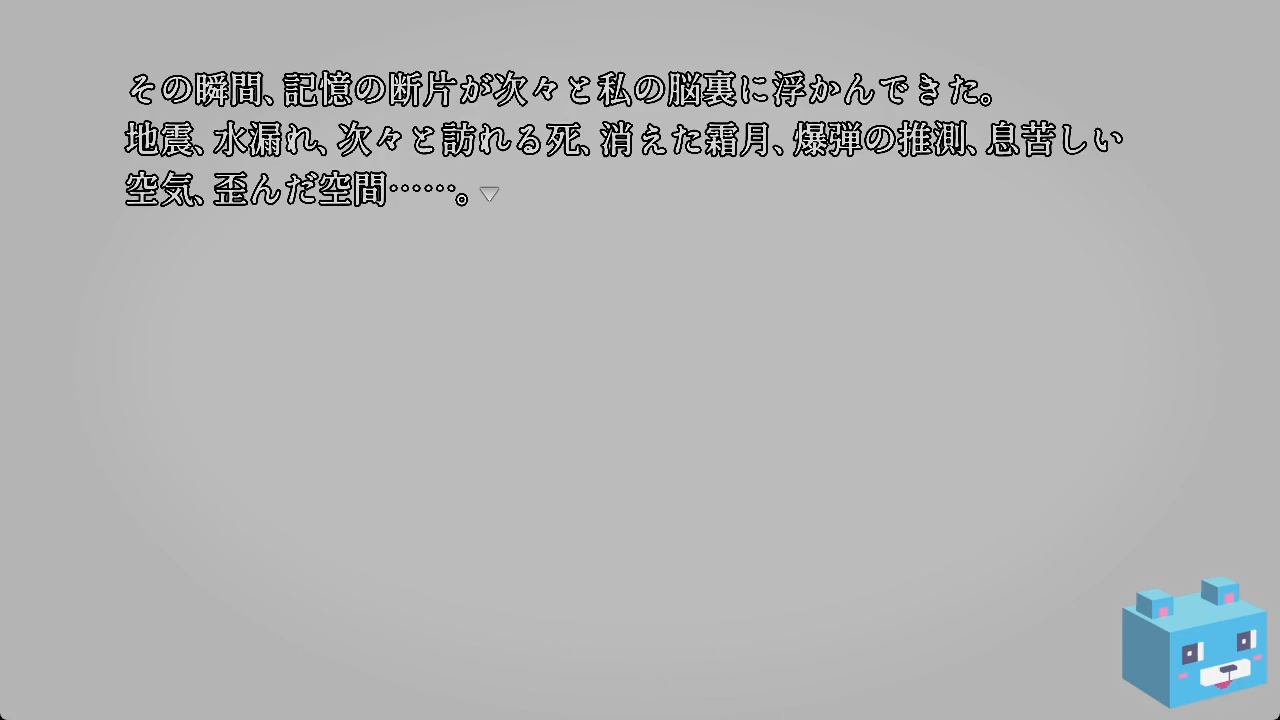 その瞬間、記憶の断片が次々と私の脳裏に浮かんできた。
地震、水漏れ、次々と訪れる死、消えた霜月、爆弾の推測、息苦しい
空気、歪んだ空間……。